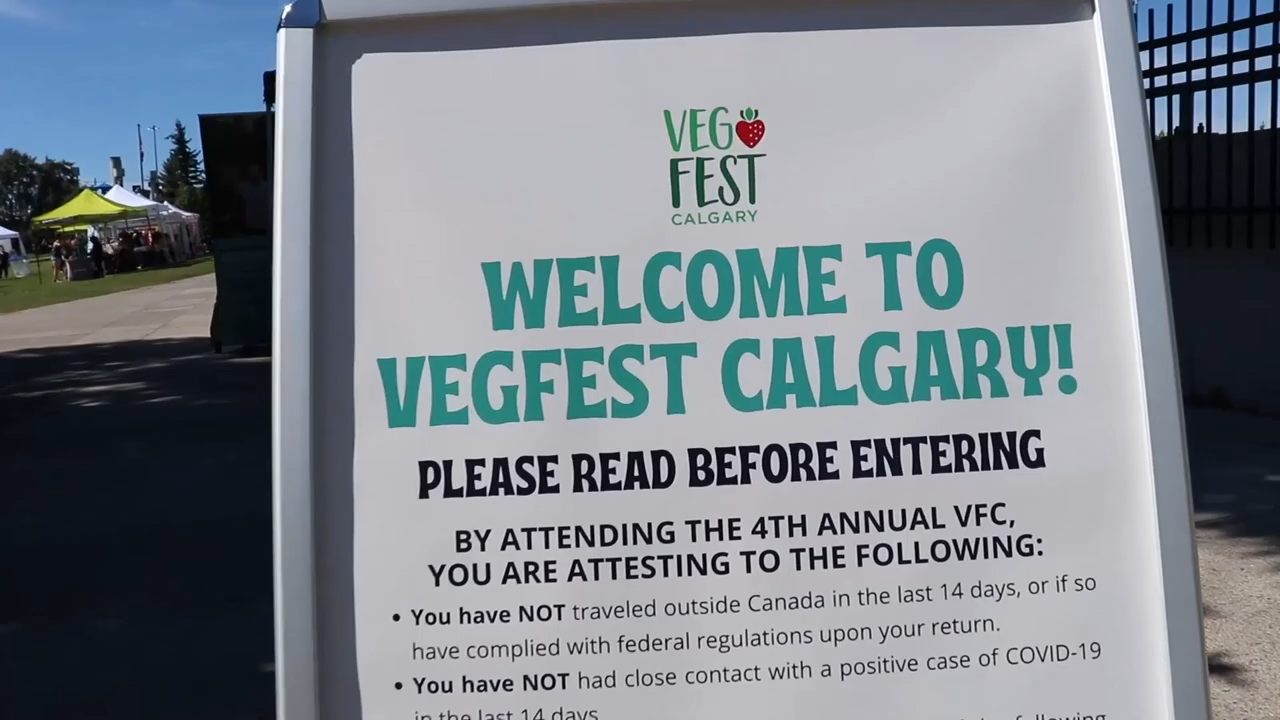 VEG
FEST
CALGARY
WELCOME TO
VEGFEST CALGARY!
PLEASE READ BEFORE ENTERING
BY ATTENDING THE 4TH ANNUAL VFC,
YOU ARE ATTESTING TO THE FOLLOWING:
• You have NOT traveled outside Canada in the last 14 days, or if so
have complied with federal regulations upon your return.
• You have NOT had close contact with a positive case of COVID-19
in the last 14 days
following